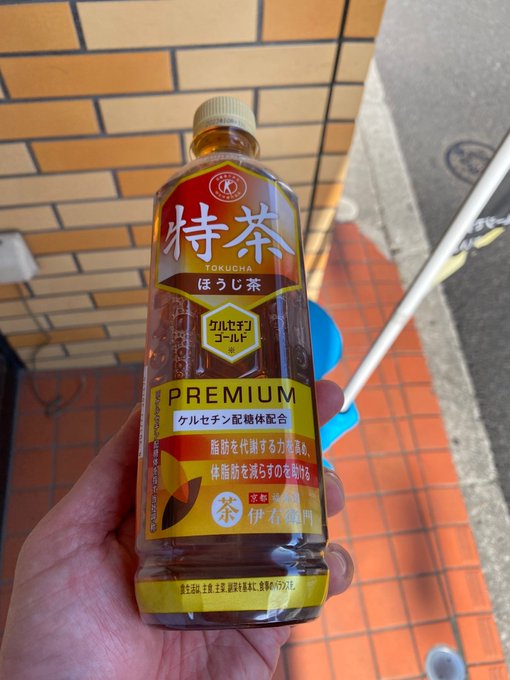 特茶
TOKUCHA
ほうじ茶
ケルセチン
ゴールド
※
PREMIUM
ケルセチン配糖体配合
脂肪を代謝する力を高め、
体脂肪を減らすのを助ける
茶
京都
伊右衛門
食生活は、主食、主菜、副菜を基本に、食事のバランスを。